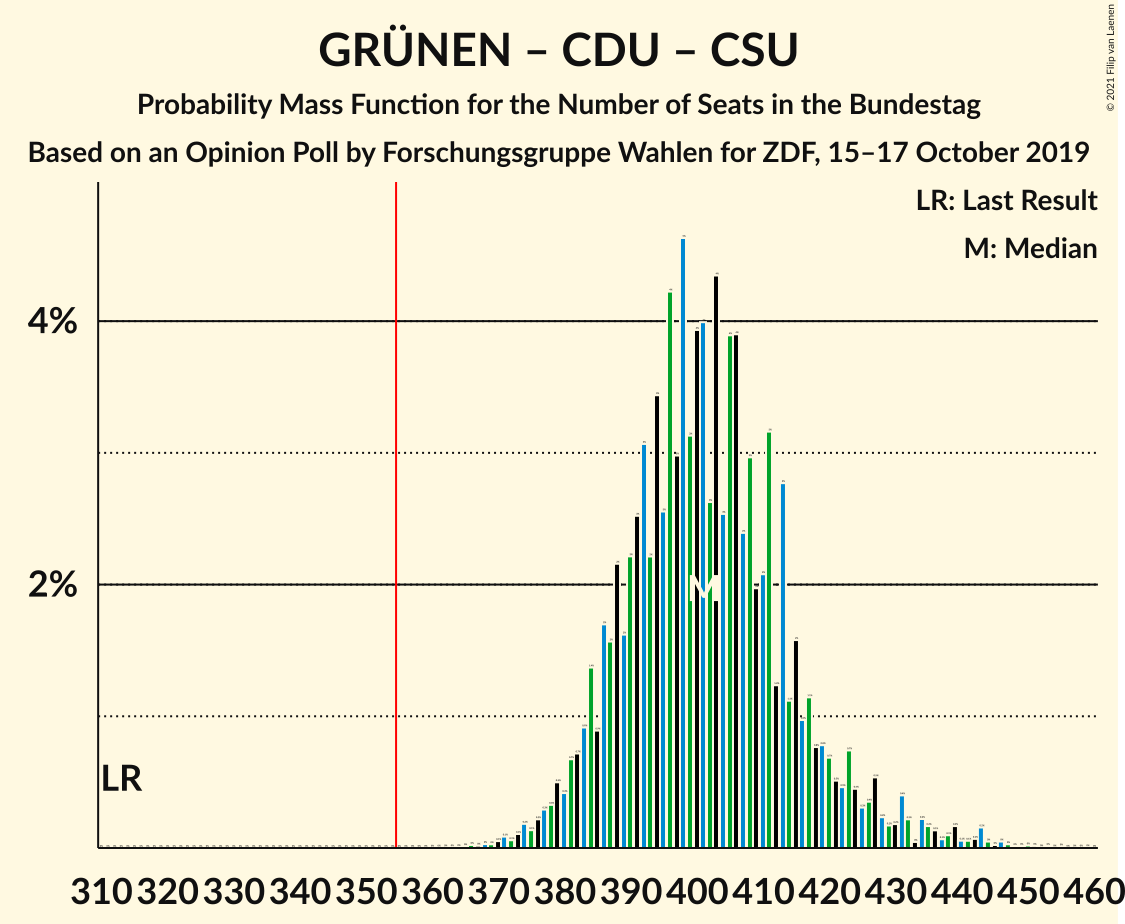 GRÜNEN – CDU – CSU
Probability Mass Function for the Number of Seats in the Bundestag
Based on an Opinion Poll by Forschungsgruppe Wahlen for ZDF, 15–17 October 2019
© 2021 Filip van Laenen
LR: Last Result
M: Median
4%
2%
M
LR
310 320 330 340 350 360 370 380 390 400 410 420 430 440 450 460